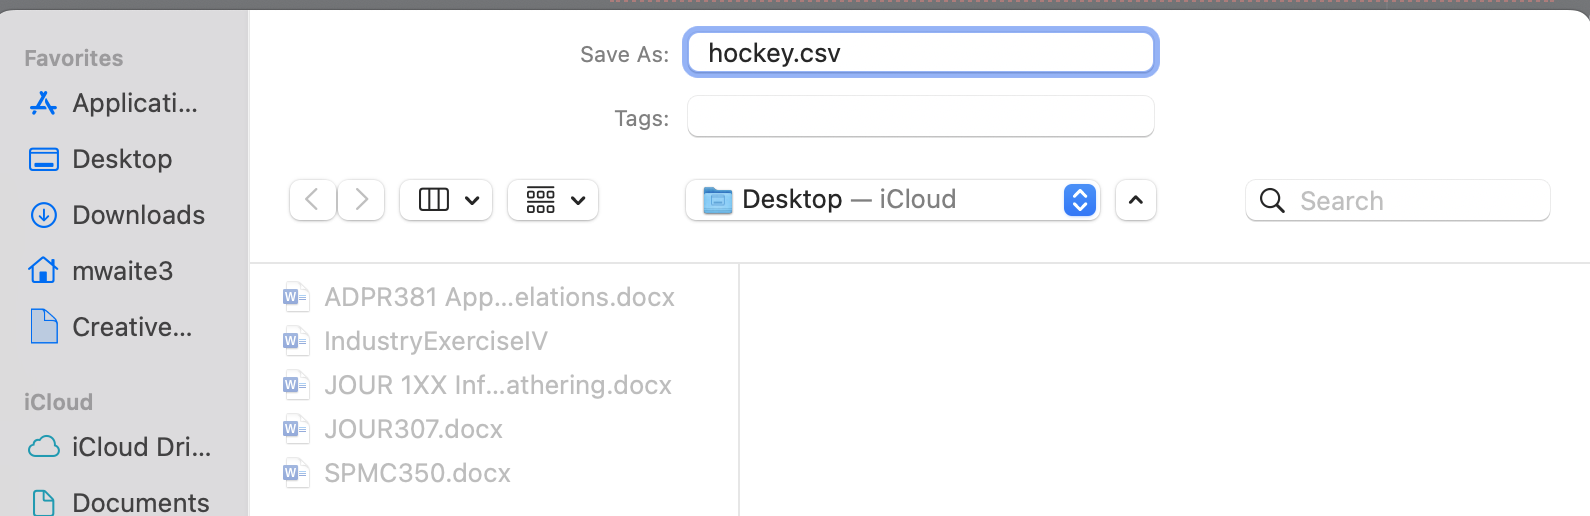 Favorites
Applicati...
Desktop
Downloads
mwaite3
Creative...
iCloud
iCloud Dri...
Documents
Save As: hockey.csv
Tags:
Desktop — iCloud
Search
ADPR381 App...elations.docx
IndustryExerciseIV
JOUR 1XX Inf...athering.docx
JOUR307.docx
SPMC350.docx